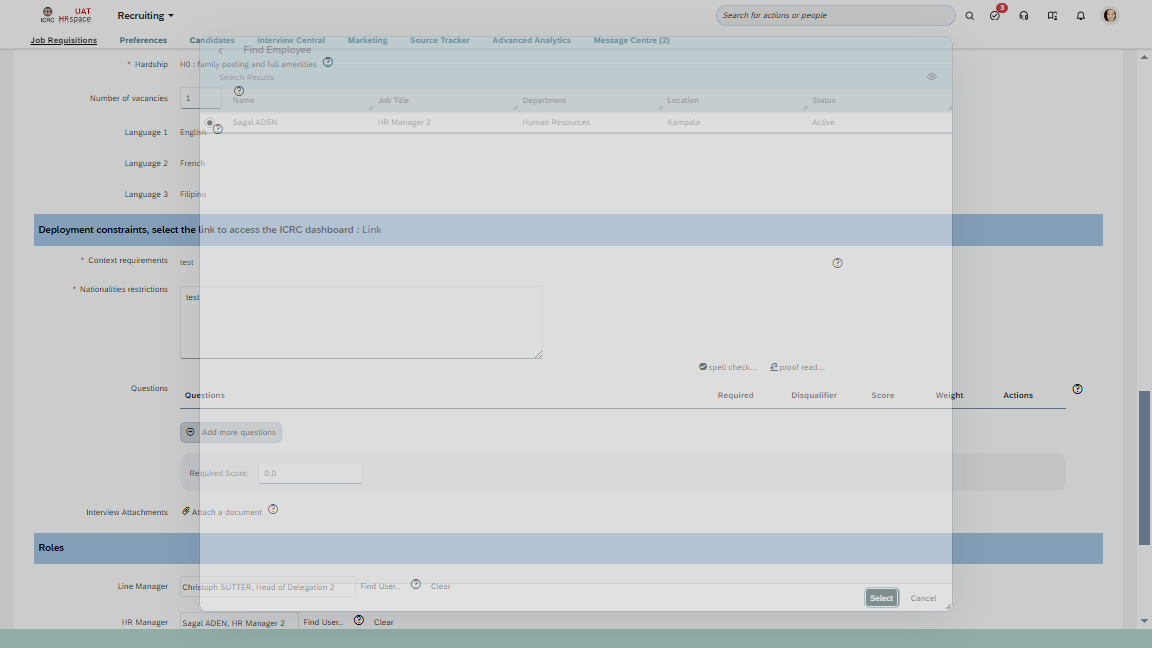 ICRC UAT HRspace
Recruiting
Search for actions or people
3
Job Requisitions Preferences Candidates Interview Central Marketing Source Tracker Advanced Analytics Message Centre (2)
Find Employee
* Hardship H0 : family posting and full amenities
Search Results
Number of vacancies 1
Name Job Title Department Location Status
Sagal ADEN HR Manager 2 Human Resources Kampala Active
Language 1 English
Language 2 French
Language 3 Filipino
Deployment constraints, select the link to access the ICRC dashboard : Link
* Context requirements test
* Nationalities restrictions test
spell check... proof read...
Questions Questions Required Disqualifier Score Weight Actions
Add more questions
Required Score: 0.0
Interview Attachments Attach a document
Roles
Line Manager Christoph SUTTER, Head of Delegation 2 Find User.. Clear
Select Cancel
HR Manager Sagal ADEN, HR Manager 2 Find User.. Clear